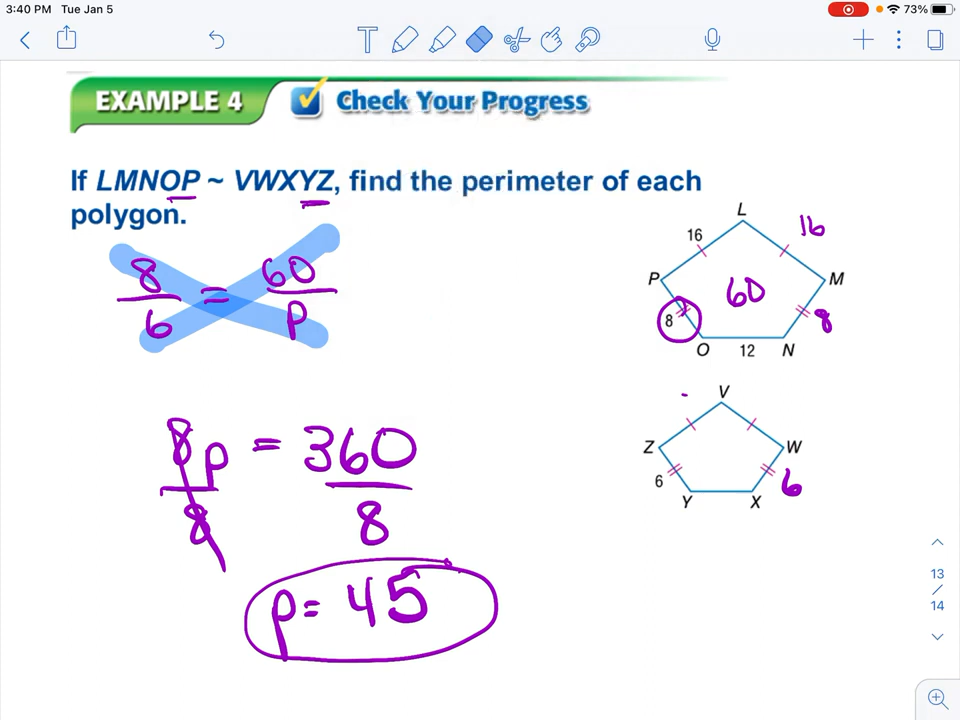 3:40 PM Tue Jan 5
73%
T
EXAMPLE 4 Check Your Progress
If LMNOP ~ VWXYZ, find the perimeter of each
polygon.
8/6 = 60/p
8p/8 = 360/8
p = 45
L
16
16
P
M
60
8
8
O
12
N
V
Z
W
6
6
Y
X
13
/
14